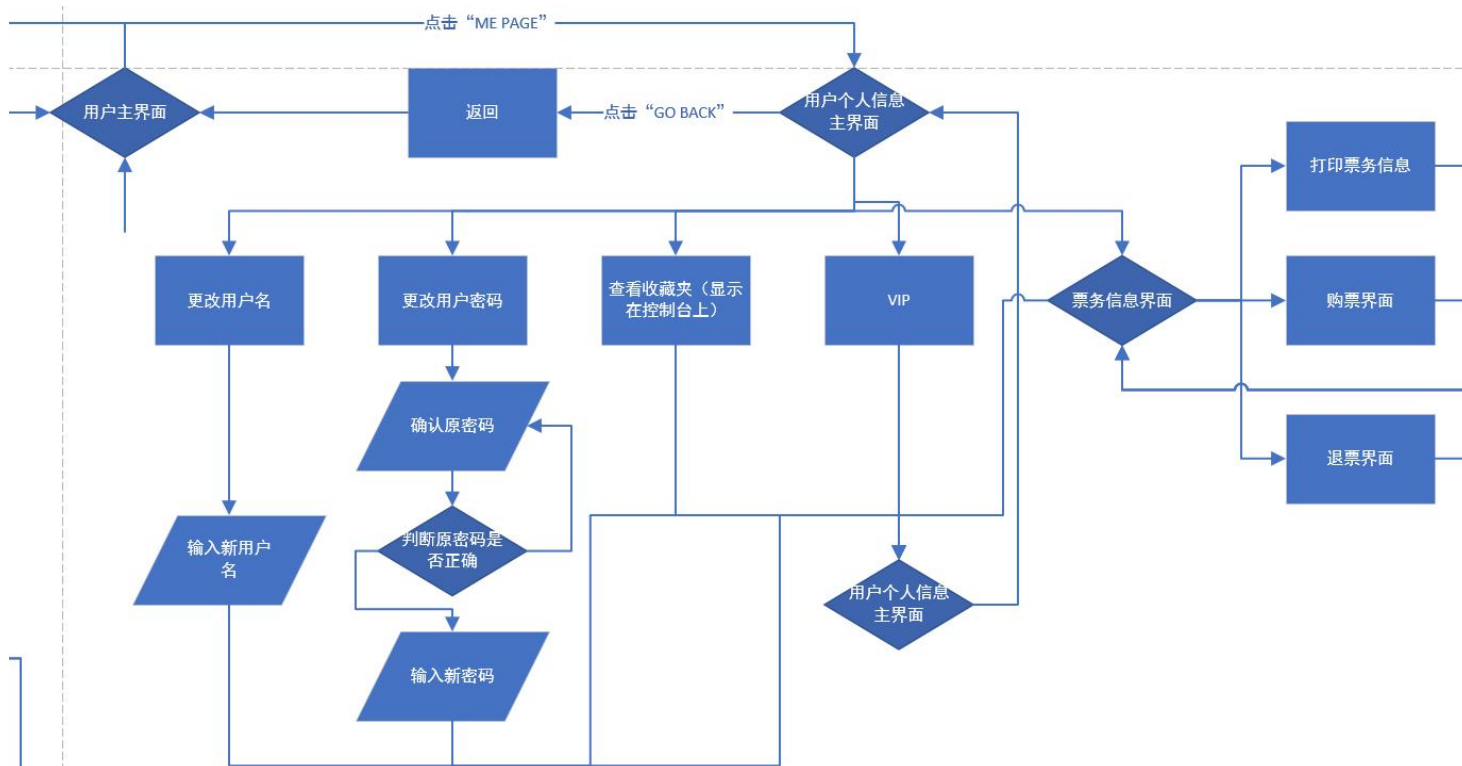 点击“ME PAGE”
用户主界面
返回
点击“GO BACK”
用户个人信息
主界面
打印票务信息
更改用户名
更改用户密码
查看收藏夹（显示
在控制台上）
VIP
票务信息界面
购票界面
确认原密码
退票界面
判断原密码是
否正确
输入新用户
名
用户个人信息
主界面
输入新密码